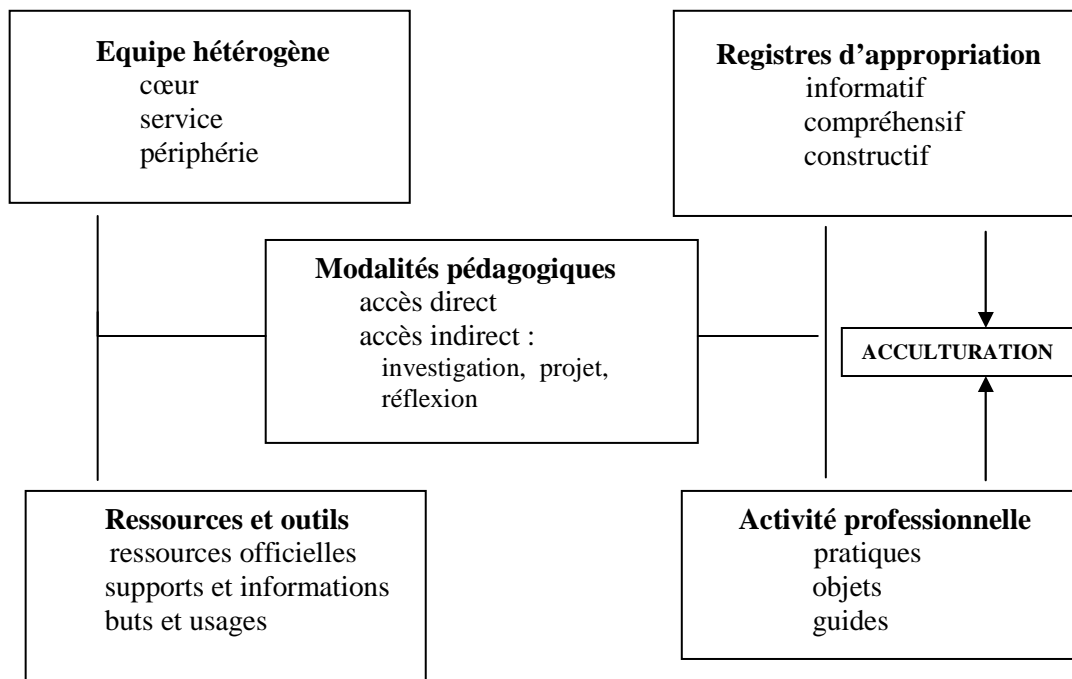 Equipe hétérogène
cœur
service
périphérie
Registres d’appropriation
informatif
compréhensif
constructif
Modalités pédagogiques
accès direct
accès indirect :
investigation, projet,
réflexion
ACCULTURATION
Ressources et outils
ressources officielles
supports et informations
buts et usages
Activité professionnelle
pratiques
objets
guides